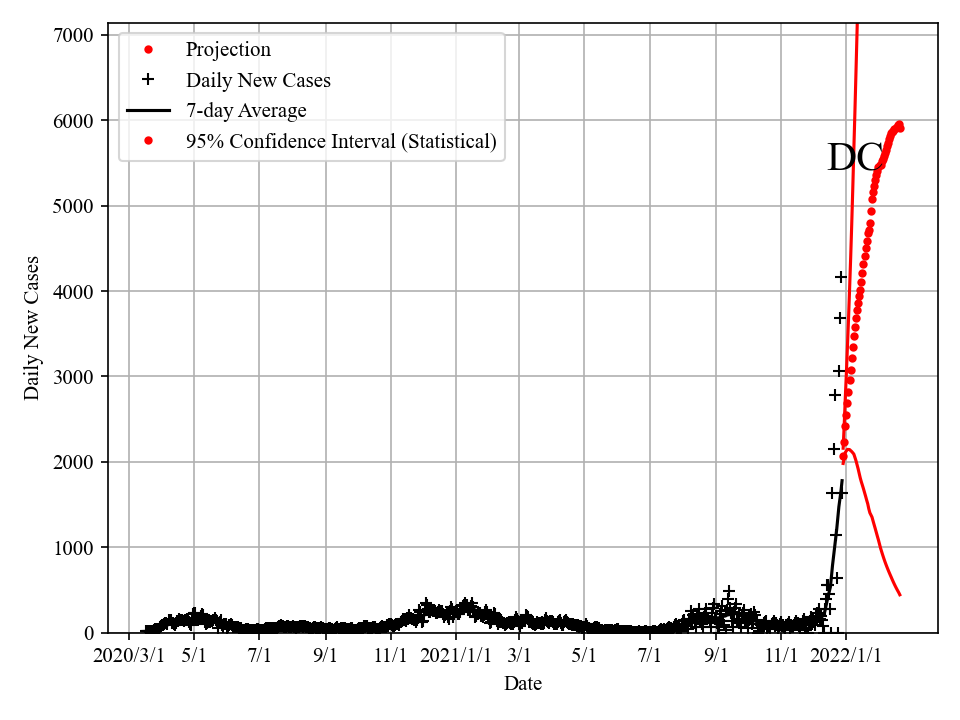 7000
6000
5000
4000
3000
2000
1000
0
Daily New Cases
Projection
Daily New Cases
7-day Average
95% Confidence Interval (Statistical)
DC
2020/3/1 5/1 7/1 9/1 11/1 2021/1/1 3/1 5/1 7/1 9/1 11/1 2022/1/1
Date